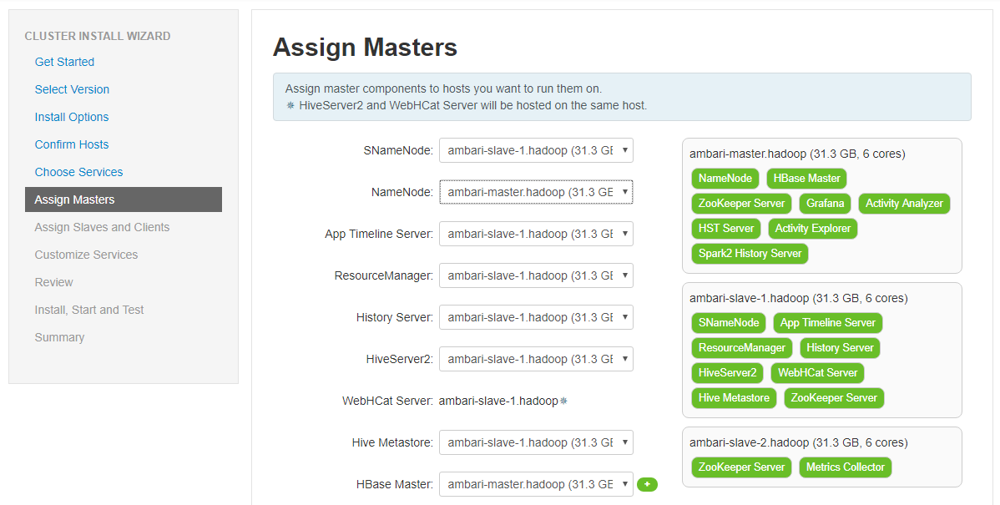 CLUSTER INSTALL WIZARD
Get Started
Select Version
Install Options
Confirm Hosts
Choose Services
Assign Masters
Assign Slaves and Clients
Customize Services
Review
Install, Start and Test
Summary
Assign Masters
Assign master components to hosts you want to run them on.
✵ HiveServer2 and WebHCat Server will be hosted on the same host.
SNameNode: ambari-slave-1.hadoop (31.3 GE
NameNode: ambari-master.hadoop (31.3 GE
App Timeline Server: ambari-slave-1.hadoop (31.3 GE
ResourceManager: ambari-slave-1.hadoop (31.3 GE
History Server: ambari-slave-1.hadoop (31.3 GE
HiveServer2: ambari-slave-1.hadoop (31.3 GE
WebHCat Server: ambari-slave-1.hadoop✵
Hive Metastore: ambari-slave-1.hadoop (31.3 GE
HBase Master: ambari-master.hadoop (31.3 GE +
ambari-master.hadoop (31.3 GB, 6 cores)
NameNode HBase Master
ZooKeeper Server Grafana Activity Analyzer
HST Server Activity Explorer
Spark2 History Server
ambari-slave-1.hadoop (31.3 GB, 6 cores)
SNameNode App Timeline Server
ResourceManager History Server
HiveServer2 WebHCat Server
Hive Metastore ZooKeeper Server
ambari-slave-2.hadoop (31.3 GB, 6 cores)
ZooKeeper Server Metrics Collector